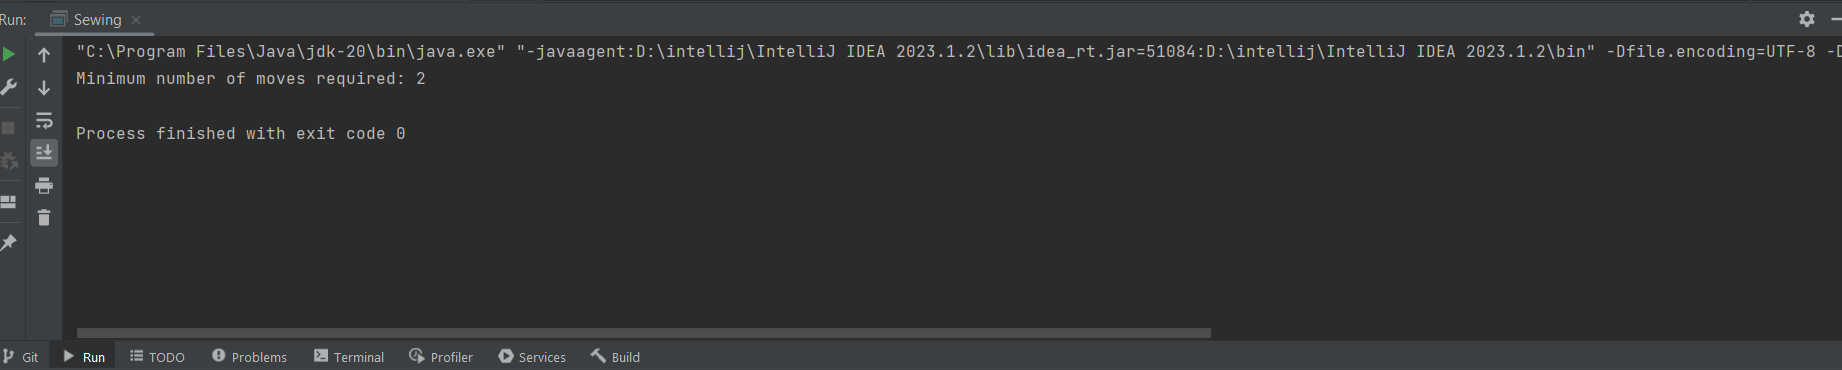 Run: Sewing
"C:\Program Files\Java\jdk-20\bin\java.exe" "-javaagent:D:\intellij\IntelliJ IDEA 2023.1.2\lib\idea_rt.jar=51084:D:\intellij\IntelliJ IDEA 2023.1.2\bin" -Dfile.encoding=UTF-8 -D
Minimum number of moves required: 2
Process finished with exit code 0
Git Run TODO Problems Terminal Profiler Services Build